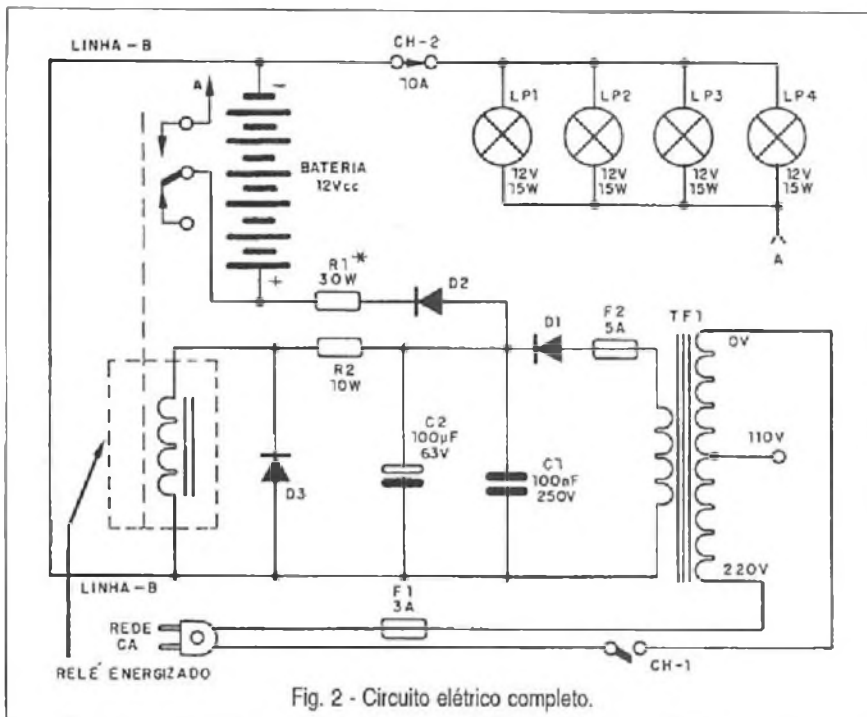 LINHA-B
CH-2
10A
A
-
BATERIA
12Vcc
+
LP1
LP2
LP3
LP4
12V
15W
12V
15W
12V
15W
12V
15W
A
R1*
30W
D2
D1
F2
5A
TF1
0V
R2
10W
C2
100µF
63V
C1
100nF
250V
110V
D3
220V
LINHA-B
F1
3A
REDE
CA
CH-1
RELÉ ENERGIZADO
Fig. 2 - Circuito elétrico completo.